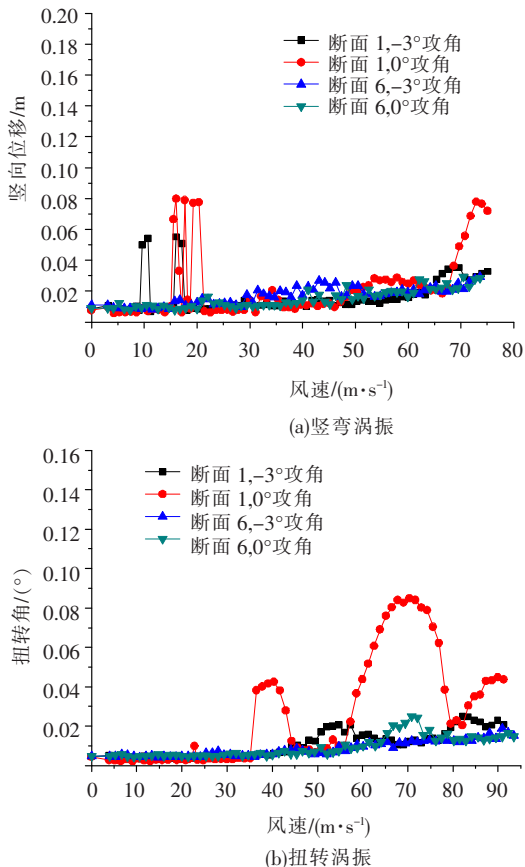 0.20
0.18
0.16
0.14
0.12
0.10
0.08
0.06
0.04
0.02
竖向位移/m
断面 1,-3°攻角
断面 1,0°攻角
断面 6,-3°攻角
断面 6,0°攻角
0 10 20 30 40 50 60 70 80
风速/(m·s⁻¹)
(a)竖弯涡振
0.16
0.14
0.12
0.10
0.08
0.06
0.04
0.02
扭转角/(°)
断面 1,-3°攻角
断面 1,0°攻角
断面 6,-3°攻角
断面 6,0°攻角
0 10 20 30 40 50 60 70 80 90
风速/(m·s⁻¹)
(b)扭转涡振